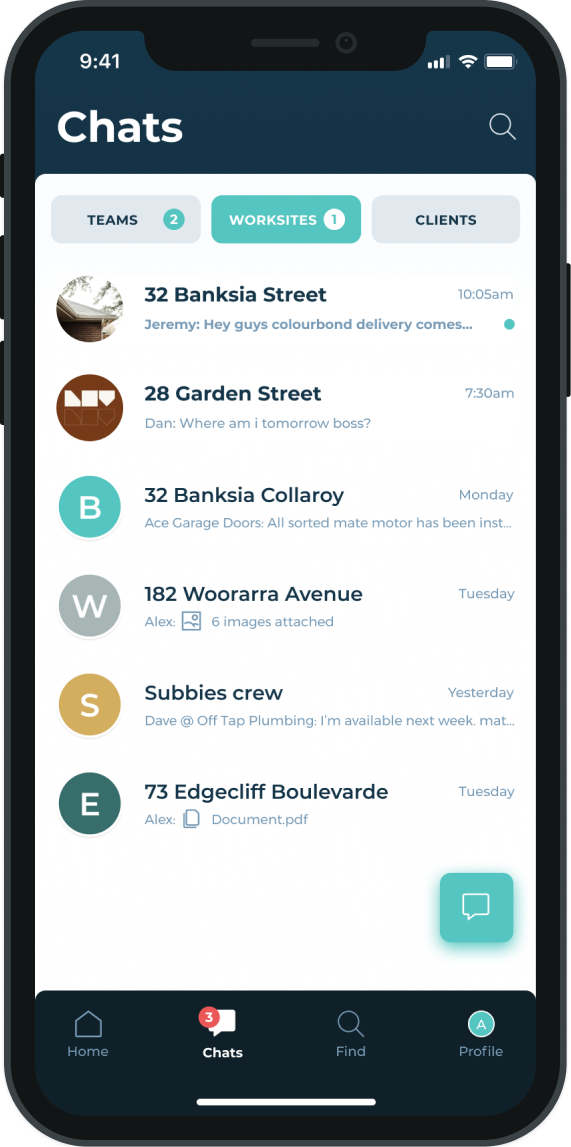 9:41
Chats
TEAMS 2
WORKSITES 1
CLIENTS
32 Banksia Street 10:05am
Jeremy: Hey guys colourbond delivery comes...
28 Garden Street 7:30am
Dan: Where am i tomorrow boss?
B
32 Banksia Collaroy Monday
Ace Garage Doors: All sorted mate motor has been inst...
W
182 Woorarra Avenue Tuesday
Alex: 6 images attached
S
Subbies crew Yesterday
Dave @ Off Tap Plumbing: I'm available next week. mat...
E
73 Edgecliff Boulevarde Tuesday
Alex: Document.pdf
3
A
Home Chats Find Profile